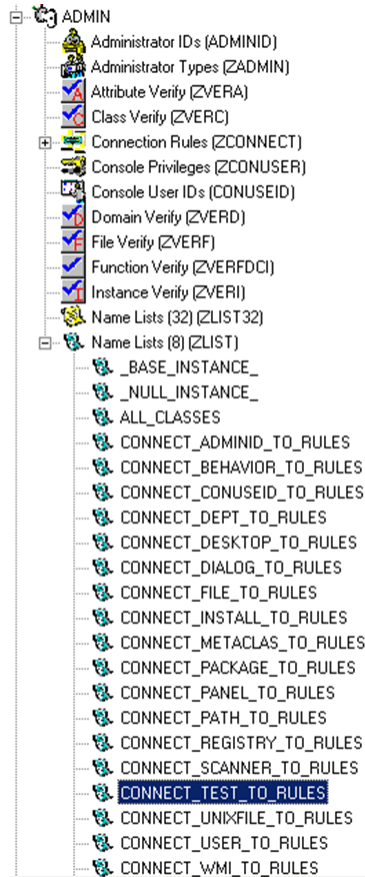 ADMIN
Administrator IDs (ADMINID)
Administrator Types (ZADMIN)
Attribute Verify (ZVERA)
Class Verify (ZVERC)
Connection Rules (ZCONNECT)
Console Privileges (ZCONUSER)
Console User IDs (CONUSEID)
Domain Verify (ZVERD)
File Verify (ZVERF)
Function Verify (ZVERFDCI)
Instance Verify (ZVERI)
Name Lists (32) (ZLIST32)
Name Lists (8) (ZLIST)
_BASE_INSTANCE_
_NULL_INSTANCE_
ALL_CLASSES
CONNECT_ADMINID_TO_RULES
CONNECT_BEHAVIOR_TO_RULES
CONNECT_CONUSEID_TO_RULES
CONNECT_DEPT_TO_RULES
CONNECT_DESKTOP_TO_RULES
CONNECT_DIALOG_TO_RULES
CONNECT_FILE_TO_RULES
CONNECT_INSTALL_TO_RULES
CONNECT_METACLAS_TO_RULES
CONNECT_PACKAGE_TO_RULES
CONNECT_PANEL_TO_RULES
CONNECT_PATH_TO_RULES
CONNECT_REGISTRY_TO_RULES
CONNECT_SCANNER_TO_RULES
CONNECT_TEST_TO_RULES
CONNECT_UNIXFILE_TO_RULES
CONNECT_USER_TO_RULES
CONNECT_WMI_TO_RULES